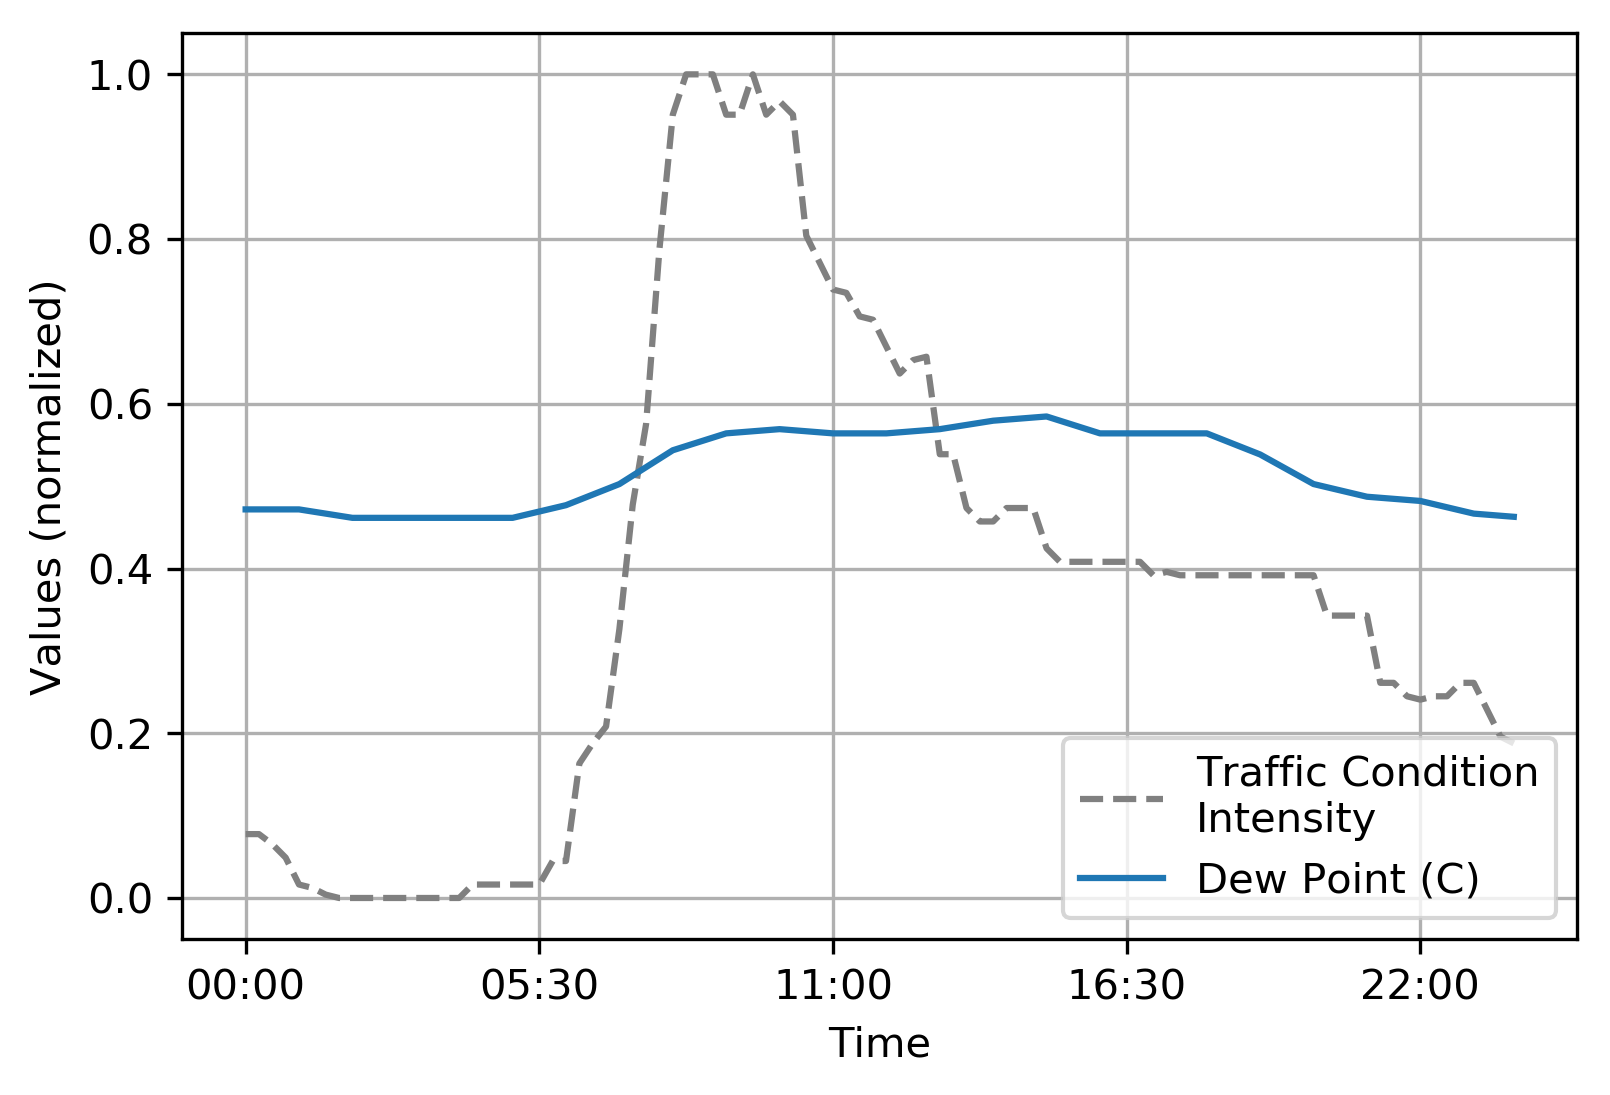 1.0
0.8
0.6
0.4
0.2
0.0
Values (normalized)
00:00 05:30 11:00 16:30 22:00
Time
Traffic Condition
Intensity
Dew Point (C)